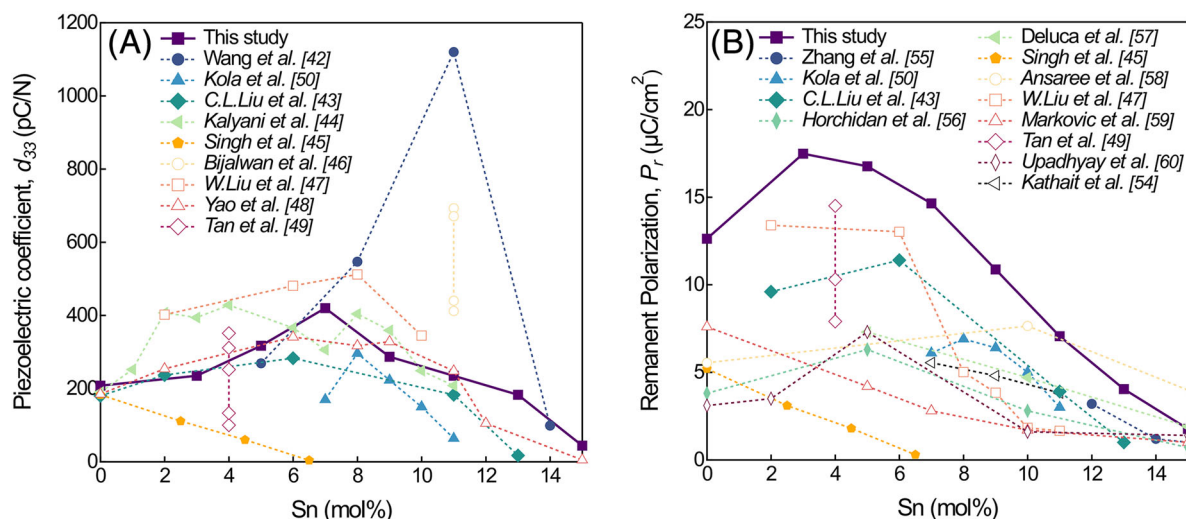 (A)
This study
Wang et al. [42]
Kola et al. [50]
C.L.Liu et al. [43]
Kalyani et al. [44]
Singh et al. [45]
Bijalwan et al. [46]
W.Liu et al. [47]
Yao et al. [48]
Tan et al. [49]
Piezoelectric coefficient, d33 (pC/N)
1200
1000
800
600
400
200
0
0 2 4 6 8 10 12 14
Sn (mol%)
(B)
This study
Zhang et al. [55]
Kola et al. [50]
C.L.Liu et al. [43]
Horchidan et al. [56]
Deluca et al. [57]
Singh et al. [45]
Ansaree et al. [58]
W.Liu et al. [47]
Markovic et al. [59]
Tan et al. [49]
Upadhyay et al. [60]
Kathait et al. [54]
Remanent Polarization, Pr (µC/cm2)
25
20
15
10
5
0
0 2 4 6 8 10 12 14
Sn (mol%)